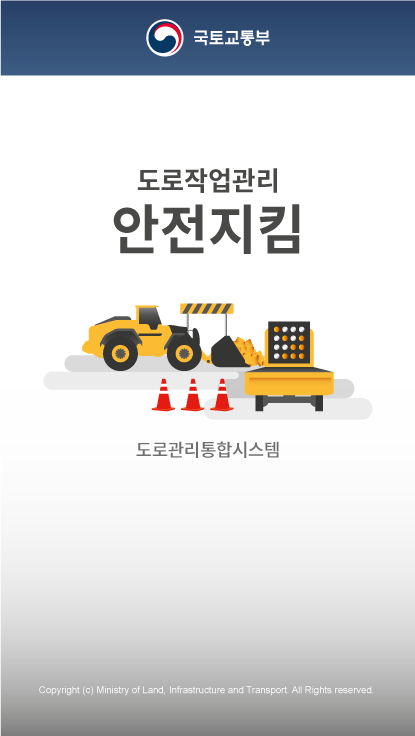 국토교통부
도로작업관리
안전지킴
도로관리통합시스템
Copyright (c) Ministry of Land, Infrastructure and Transport. All Rights reserved.